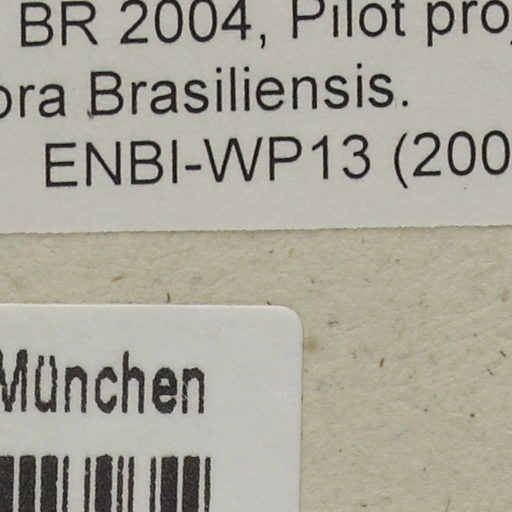 BR 2004, Pilot pro
ora Brasiliensis.
ENBI-WP13 (200
München